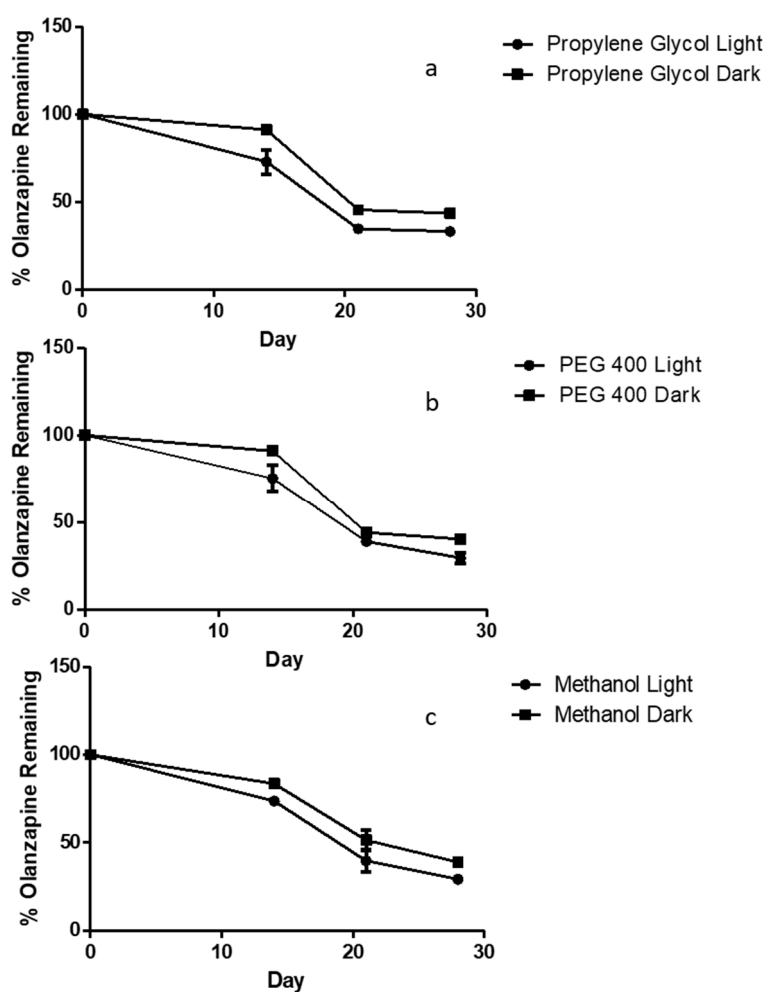 150
100
50
0
% Olanzapine Remaining
0 10 20 30
Day
a
Propylene Glycol Light
Propylene Glycol Dark
150
100
50
0
% Olanzapine Remaining
0 10 20 30
Day
b
PEG 400 Light
PEG 400 Dark
150
100
50
0
% Olanzapine Remaining
0 10 20 30
Day
c
Methanol Light
Methanol Dark